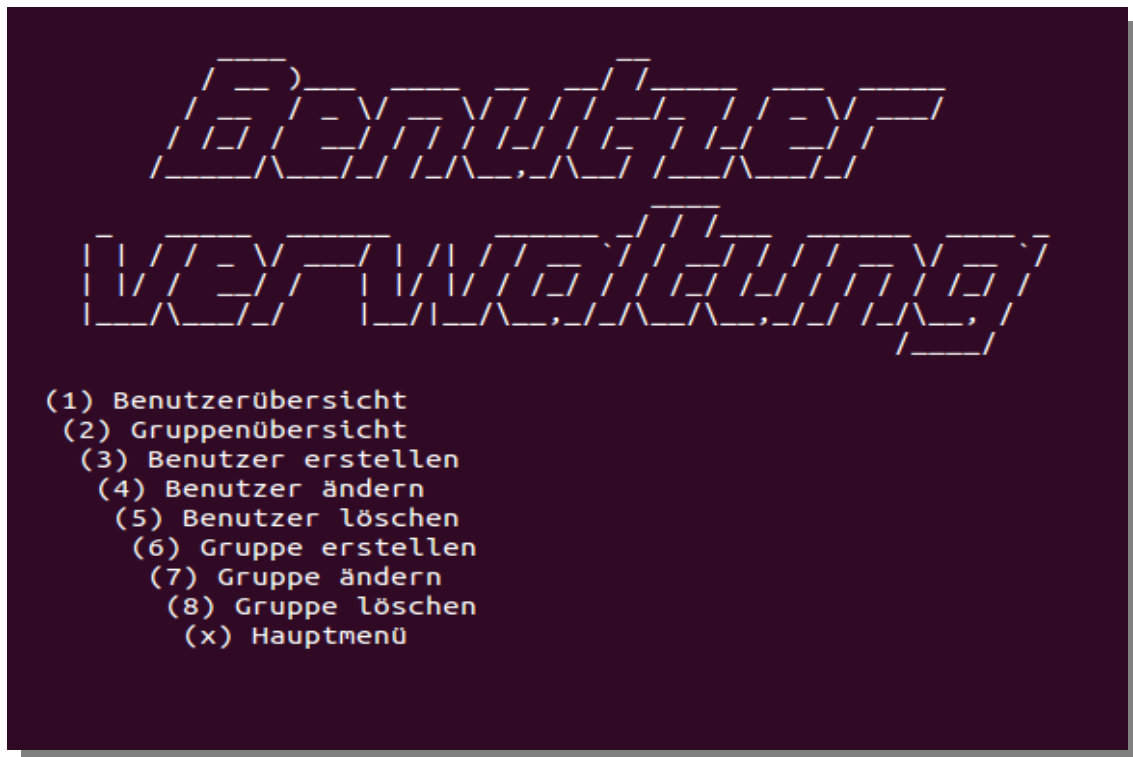 Benutzer
verwaltung
(1) Benutzerübersicht
(2) Gruppenübersicht
(3) Benutzer erstellen
(4) Benutzer ändern
(5) Benutzer löschen
(6) Gruppe erstellen
(7) Gruppe ändern
(8) Gruppe löschen
(x) Hauptmenü